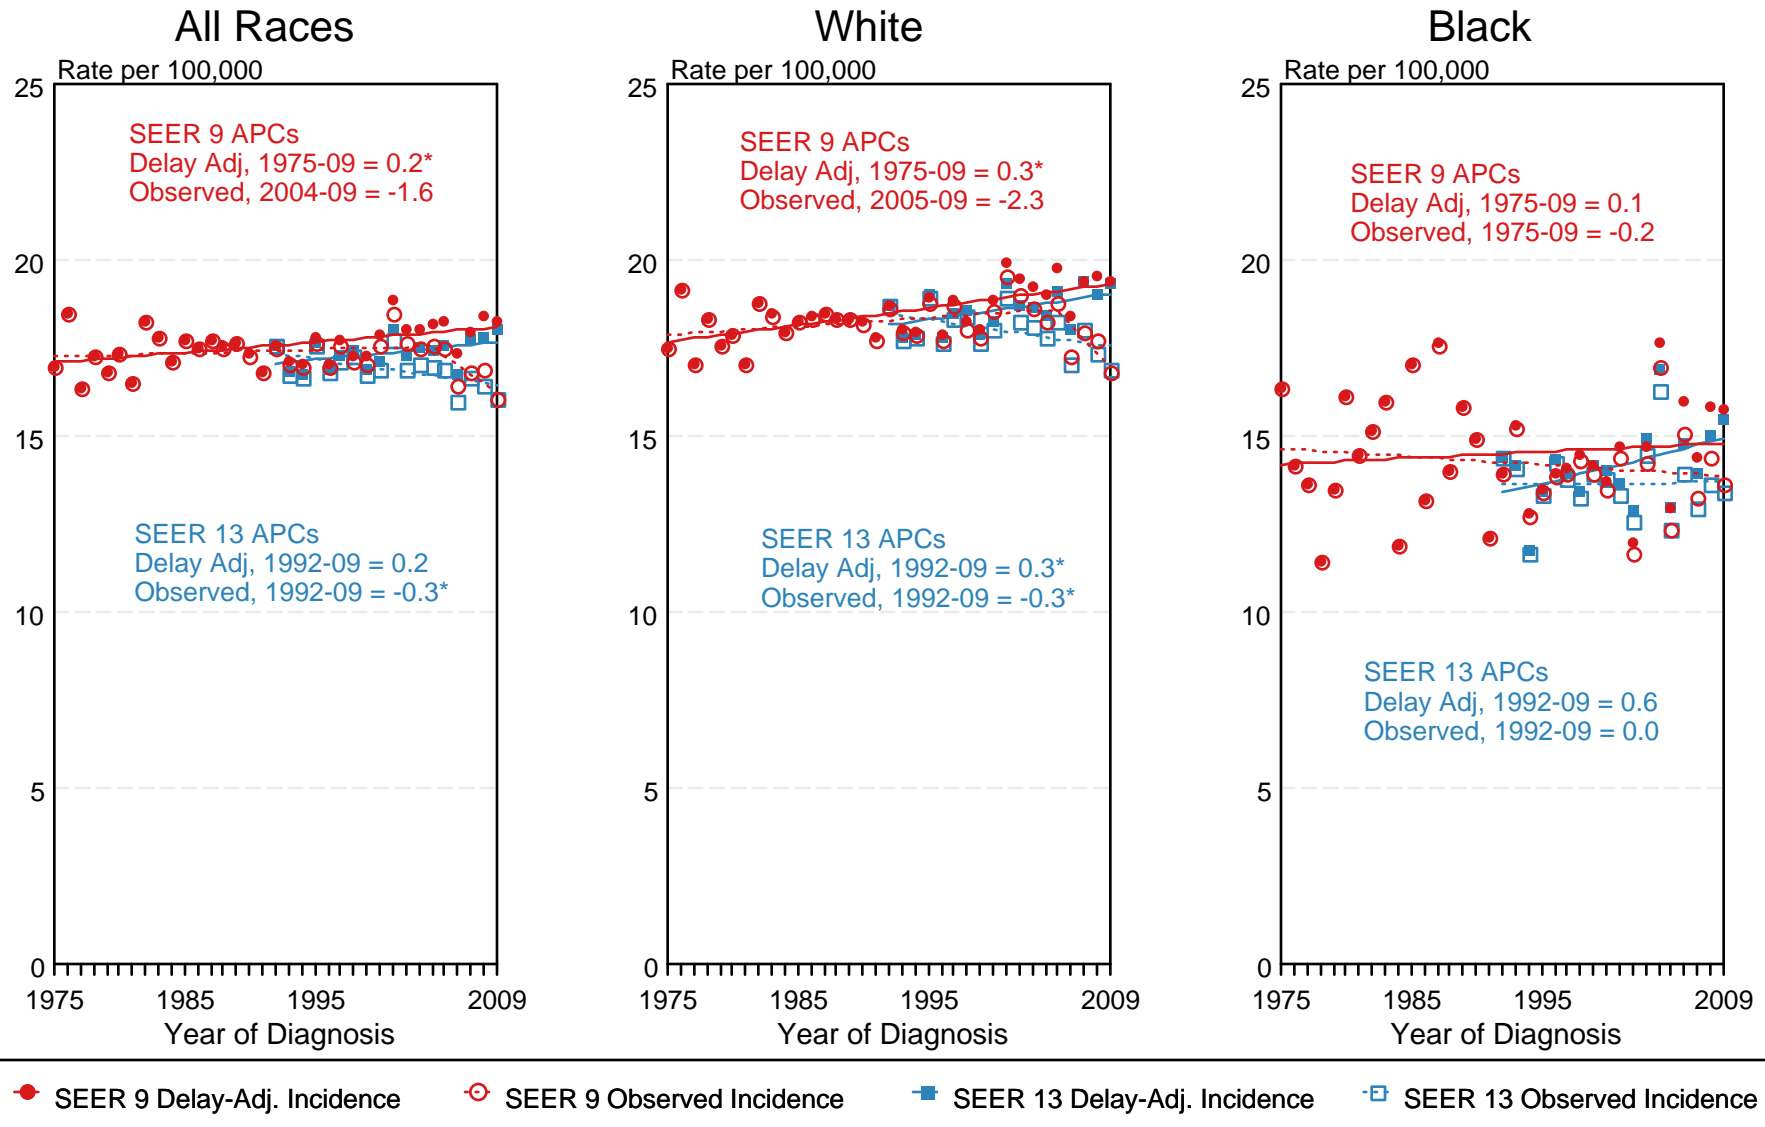 All Races
Rate per 100,000
25
20
15
10
5
0
SEER 9 APCs
Delay Adj, 1975-09 = 0.2*
Observed, 2004-09 = -1.6
SEER 13 APCs
Delay Adj, 1992-09 = 0.2
Observed, 1992-09 = -0.3*
1975 1985 1995 2009
Year of Diagnosis
White
Rate per 100,000
25
20
15
10
5
0
SEER 9 APCs
Delay Adj, 1975-09 = 0.3*
Observed, 2005-09 = -2.3
SEER 13 APCs
Delay Adj, 1992-09 = 0.3*
Observed, 1992-09 = -0.3*
1975 1985 1995 2009
Year of Diagnosis
Black
Rate per 100,000
25
20
15
10
5
0
SEER 9 APCs
Delay Adj, 1975-09 = 0.1
Observed, 1975-09 = -0.2
SEER 13 APCs
Delay Adj, 1992-09 = 0.6
Observed, 1992-09 = 0.0
1975 1985 1995 2009
Year of Diagnosis
SEER 9 Delay-Adj. Incidence SEER 9 Observed Incidence SEER 13 Delay-Adj. Incidence SEER 13 Observed Incidence